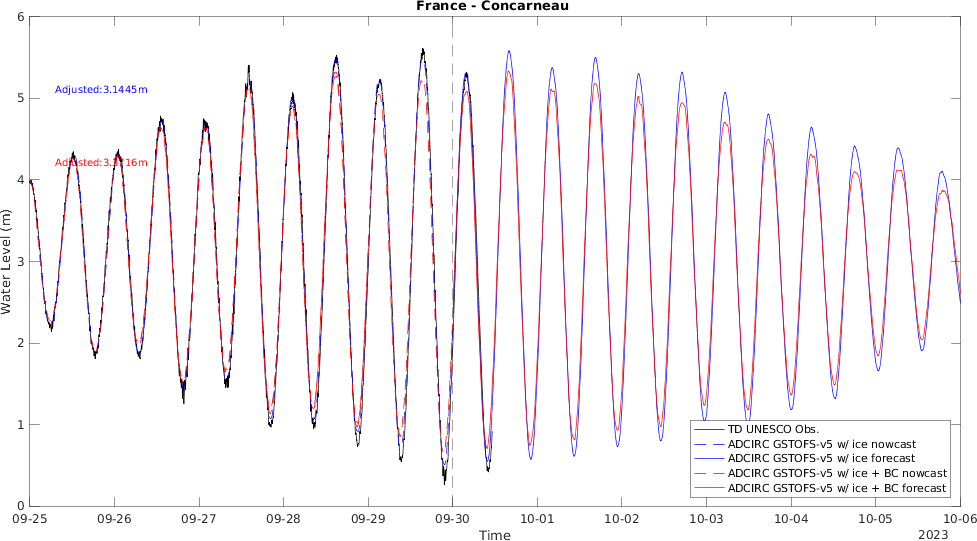 France - Concarneau
6
5
4
3
2
1
0
Water Level (m)
Adjusted:3.1445m
TD UNESCO Obs.
ADCIRC GSTOFS-v5 w/ ice nowcast
ADCIRC GSTOFS-v5 w/ ice forecast
ADCIRC GSTOFS-v5 w/ ice + BC nowcast
ADCIRC GSTOFS-v5 w/ ice + BC forecast
09-25 09-26 09-27 09-28 09-29 09-30 10-01 10-02 10-03 10-04 10-05 10-06
Time
2023